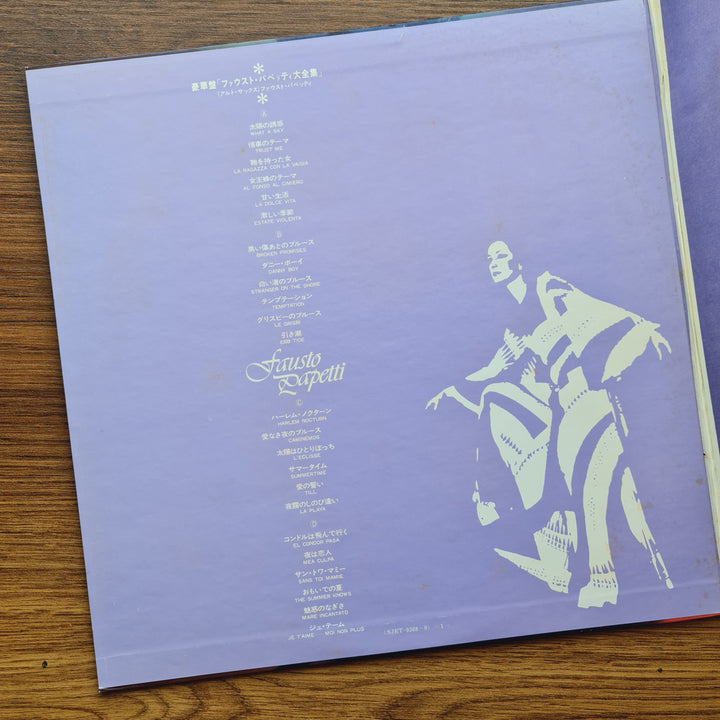 *
豪華盤「ファウスト・パペッティ大全集」
〔アルト・サックス〕ファウスト・パペッティ
*
Ⓐ
太陽の誘惑
WHAT A SKY
情事のテーマ
TRUST ME
鞄を持った女
LA RAGAZZA CON LA VALIGIA
女王蜂のテーマ
AL FONDO AL CIMIERO
甘い生活
LA DOLCE VITA
激しい季節
ESTATE VIOLENTA
Ⓑ
黒い傷あとのブルース
BROKEN PROMISES
ダニー・ボーイ
DANNY BOY
白い渚のブルース
STRANGER ON THE SHORE
テンプテーション
TEMPTATION
グリスビーのブルース
LE GRISBI
引き潮
EBB TIDE
Fausto
Papetti
Ⓒ
ハーレム・ノクターン
HARLEM NOCTURN
愛なき夜のブルース
CAMINEMOS
太陽はひとりぼっち
L'ECLISSE
サマータイム
SUMMERTIME
愛の誓い
TILL
夜霧のしのび逢い
LA PLAYA
Ⓓ
コンドルは飛んで行く
EL CONDOR PASA
夜は恋人
MEA CULPA
サン・トワ・マミー
SANS TOI MAMIE
おもいでの夏
THE SUMMER KNOWS
魅惑のなぎさ
MARE INCANTATO
ジュ・テーム
JE T'AIME MOI NON PLUS